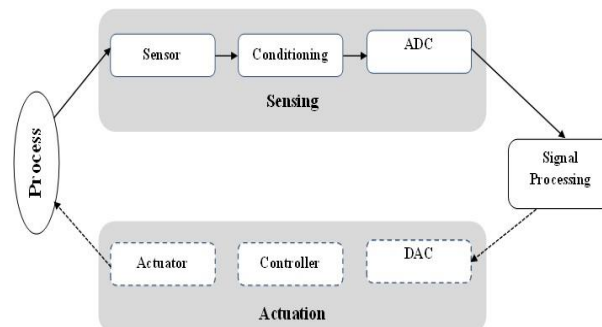 Sensor
Conditioning
ADC
Sensing
Process
Signal
Processing
Actuator
Controller
DAC
Actuation